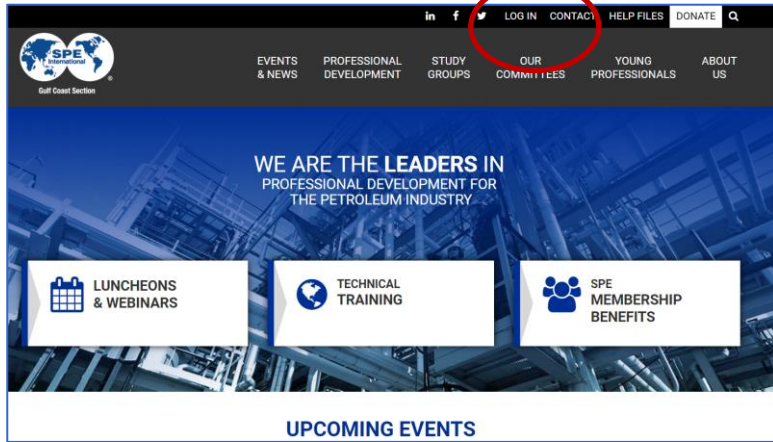 in f LOG IN CONTACT HELP FILES DONATE
SPE
International
®
Gulf Coast Section
EVENTS
& NEWS
PROFESSIONAL
DEVELOPMENT
STUDY
GROUPS
OUR
COMMITTEES
YOUNG
PROFESSIONALS
ABOUT
US
WE ARE THE LEADERS IN
PROFESSIONAL DEVELOPMENT FOR
THE PETROLEUM INDUSTRY
LUNCHEONS
& WEBINARS
TECHNICAL
TRAINING
SPE
MEMBERSHIP
BENEFITS
UPCOMING EVENTS